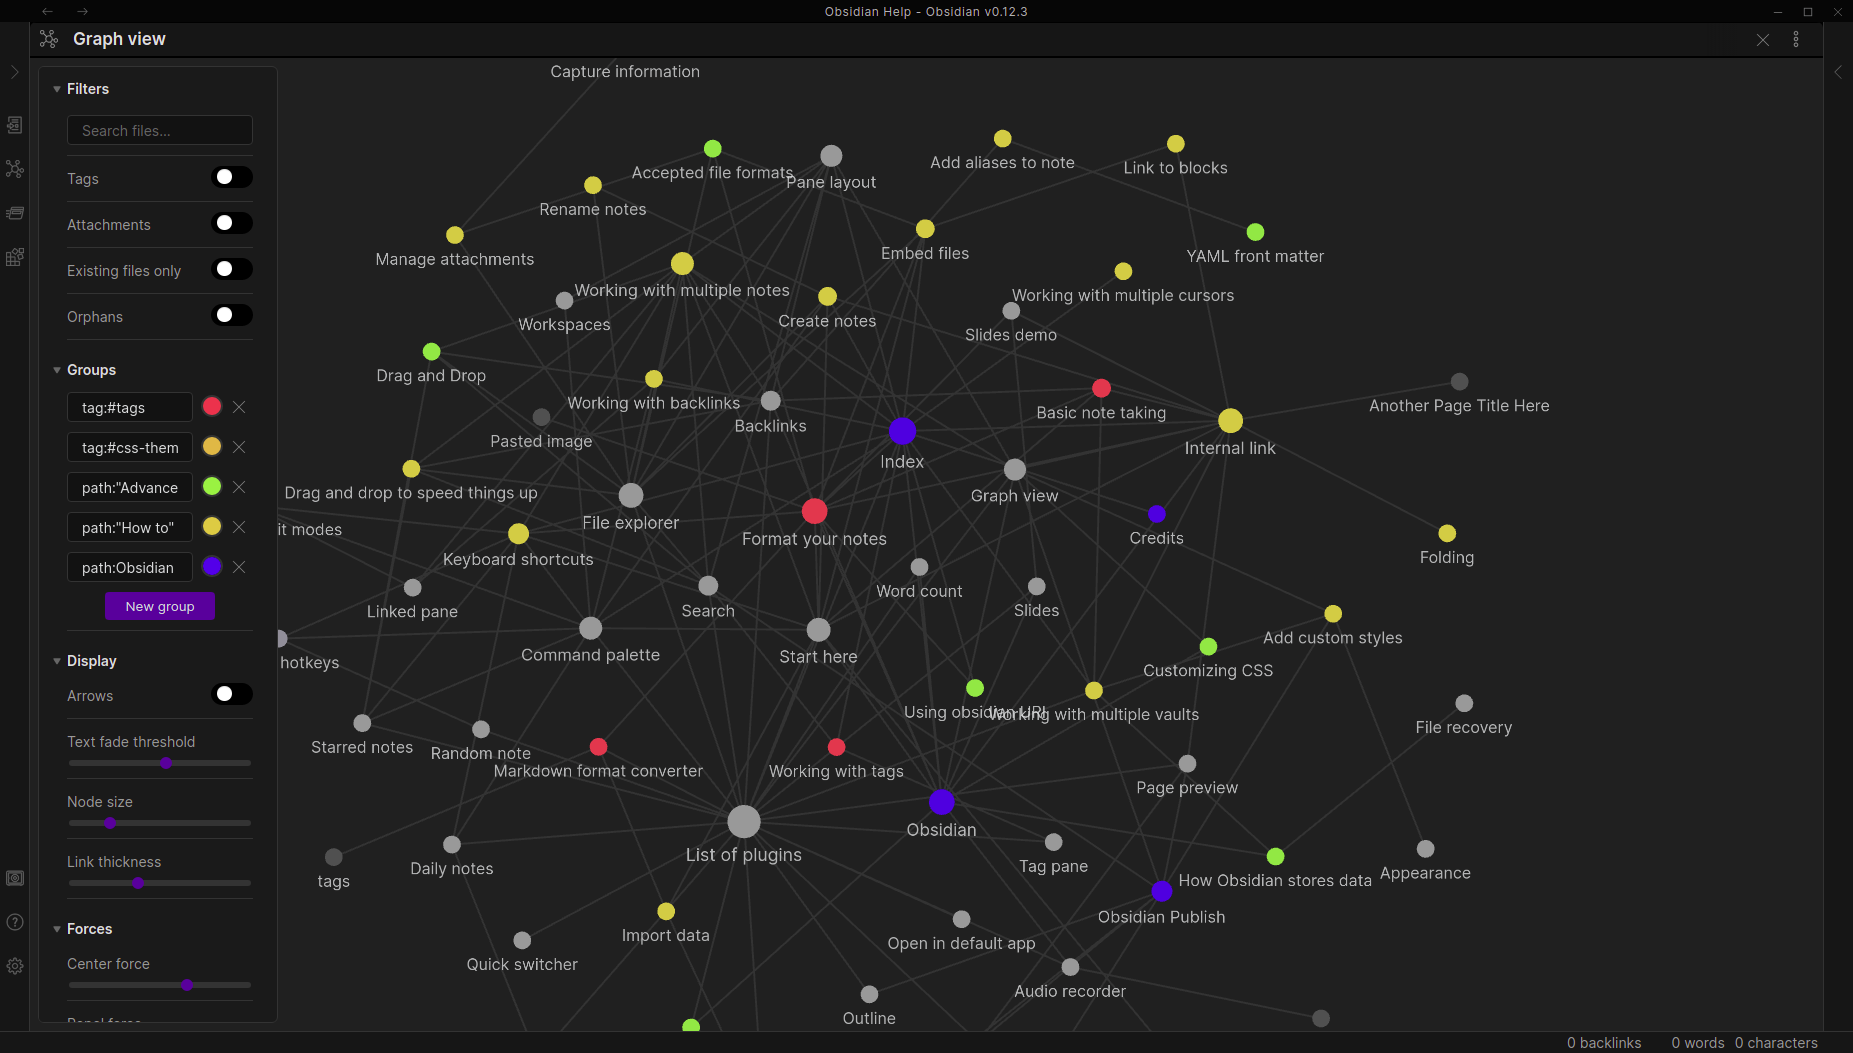 Obsidian Help - Obsidian v0.12.3
Graph view
Filters
Search files...
Tags
Attachments
Existing files only
Orphans
Groups
tag:#tags
tag:#css-them
path:"Advance
path:"How to"
path:Obsidian
New group
Display
Arrows
Text fade threshold
Node size
Link thickness
Forces
Center force
Repel force
Capture information
Accepted file formats
Pane layout
Add aliases to note
Link to blocks
Rename notes
Manage attachments
Embed files
YAML front matter
Working with multiple notes
Working with multiple cursors
Workspaces
Create notes
Slides demo
Drag and Drop
Working with backlinks
Backlinks
Basic note taking
Another Page Title Here
Pasted image
Index
Internal link
Drag and drop to speed things up
File explorer
Graph view
it modes
Format your notes
Credits
Keyboard shortcuts
Folding
Linked pane
Search
Word count
Slides
Add custom styles
hotkeys
Command palette
Start here
Customizing CSS
Using obsidian URI
Working with multiple vaults
Starred notes
Random note
File recovery
Markdown format converter
Working with tags
Page preview
Obsidian
List of plugins
Tag pane
Daily notes
tags
How Obsidian stores data
Appearance
Obsidian Publish
Import data
Open in default app
Quick switcher
Audio recorder
Outline
0 backlinks 0 words 0 characters